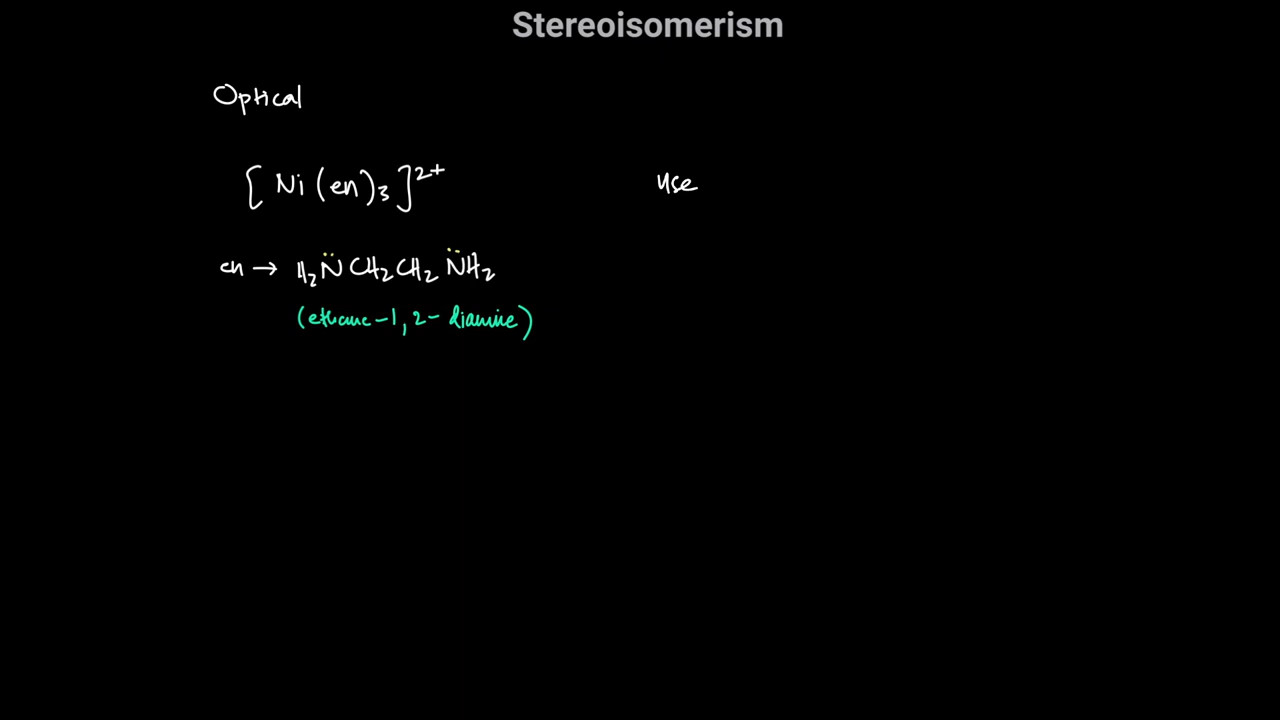 Stereoisomerism
Optical
[Ni(en)₃]²⁺
use
en → H₂N̈CH₂CH₂N̈H₂
(ethane-1,2-diamine)